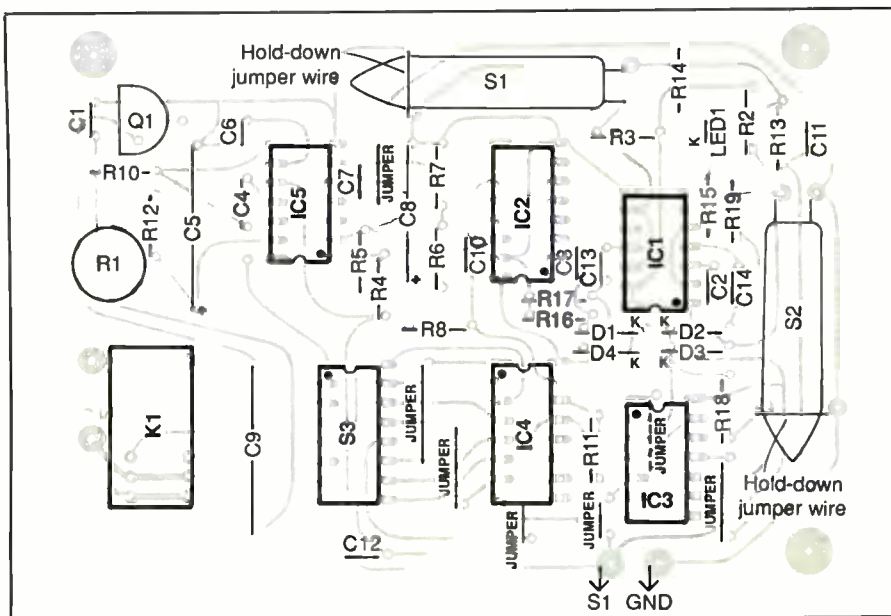 Hold-down
jumper wire
S1
R14
C1
Q1
C6
R3
K
LED1
R2
R13
C11
R10
IC5
C7
JUMPER
R7
IC2
R12
C4
C5
C8
R15
R19
R1
R5
R6
C10
C3
C13
IC1
R4
+
+
R17
C2
C14
R16
S2
R8
D1
K
K
D2
D4
K
K
D3
K1
C9
S3
JUMPER
IC4
R11
JUMPER
R18
JUMPER
IC3
Hold-down
jumper wire
C12
JUMPER
JUMPER
JUMPER
S1
GND